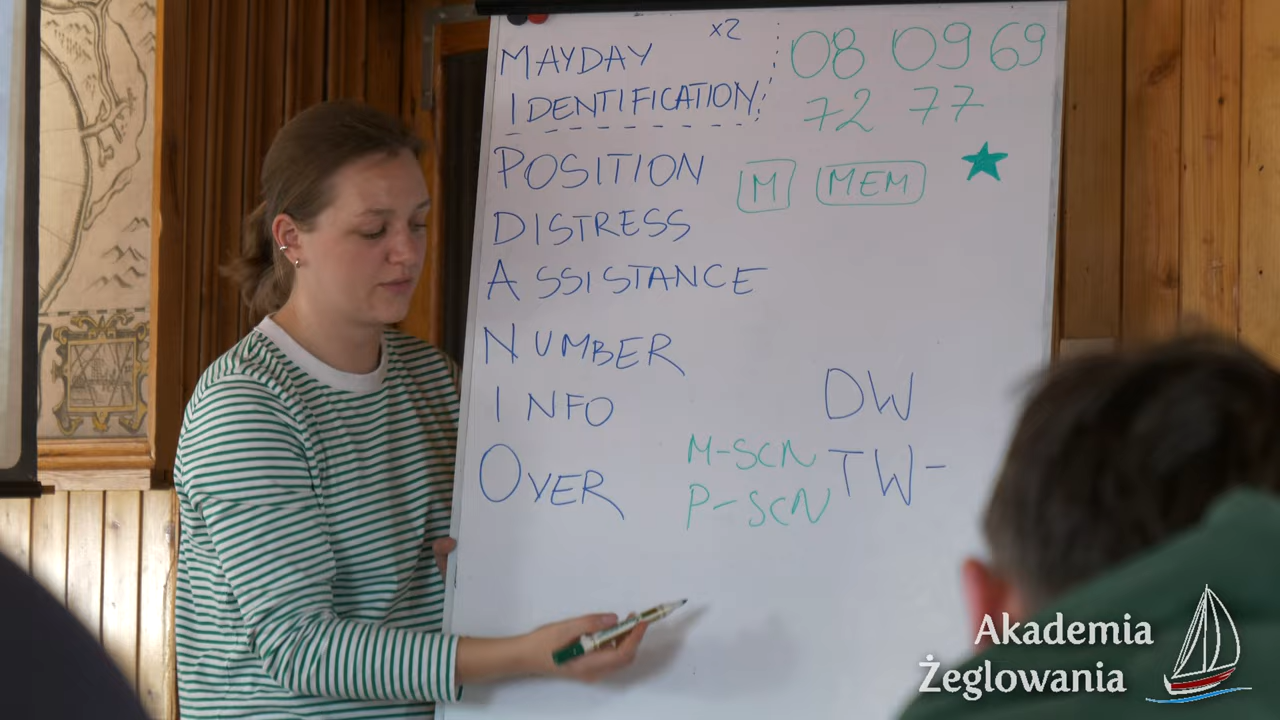 x2
MAYDAY
IDENTIFICATION
POSITION
DISTRESS
ASSISTANCE
NUMBER
INFO
OVER
08 09 69
72 77
M MEM
DW
M-SCN TW-
P-SCN
Akademia
Żeglowania